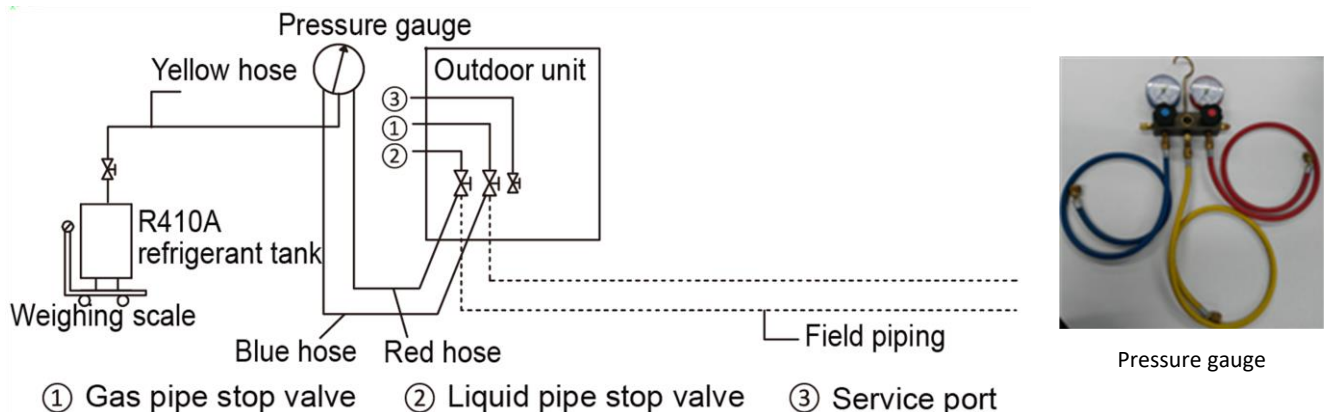 Pressure gauge
Yellow hose
Outdoor unit
③
①
②
R410A
refrigerant tank
Weighing scale
Blue hose Red hose
Field piping
① Gas pipe stop valve ② Liquid pipe stop valve ③ Service port
Pressure gauge